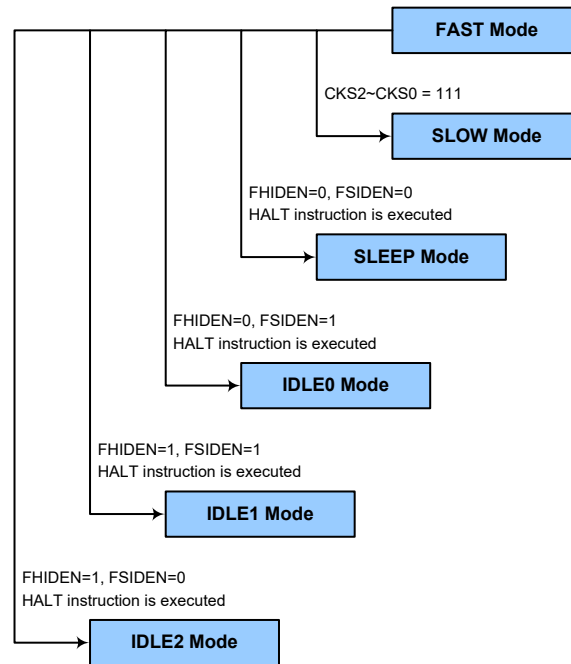 FAST Mode
CKS2~CKS0 = 111
SLOW Mode
FHIDEN=0, FSIDEN=0
HALT instruction is executed
SLEEP Mode
FHIDEN=0, FSIDEN=1
HALT instruction is executed
IDLE0 Mode
FHIDEN=1, FSIDEN=1
HALT instruction is executed
IDLE1 Mode
FHIDEN=1, FSIDEN=0
HALT instruction is executed
IDLE2 Mode